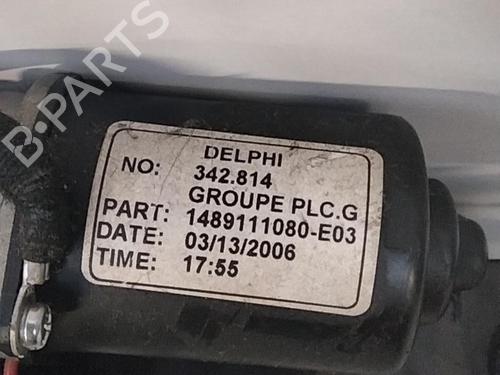 B-PARTS
DELPHI
NO: 342.814
GROUPE PLC.G
PART: 1489111080-E03
DATE: 03/13/2006
TIME: 17:55